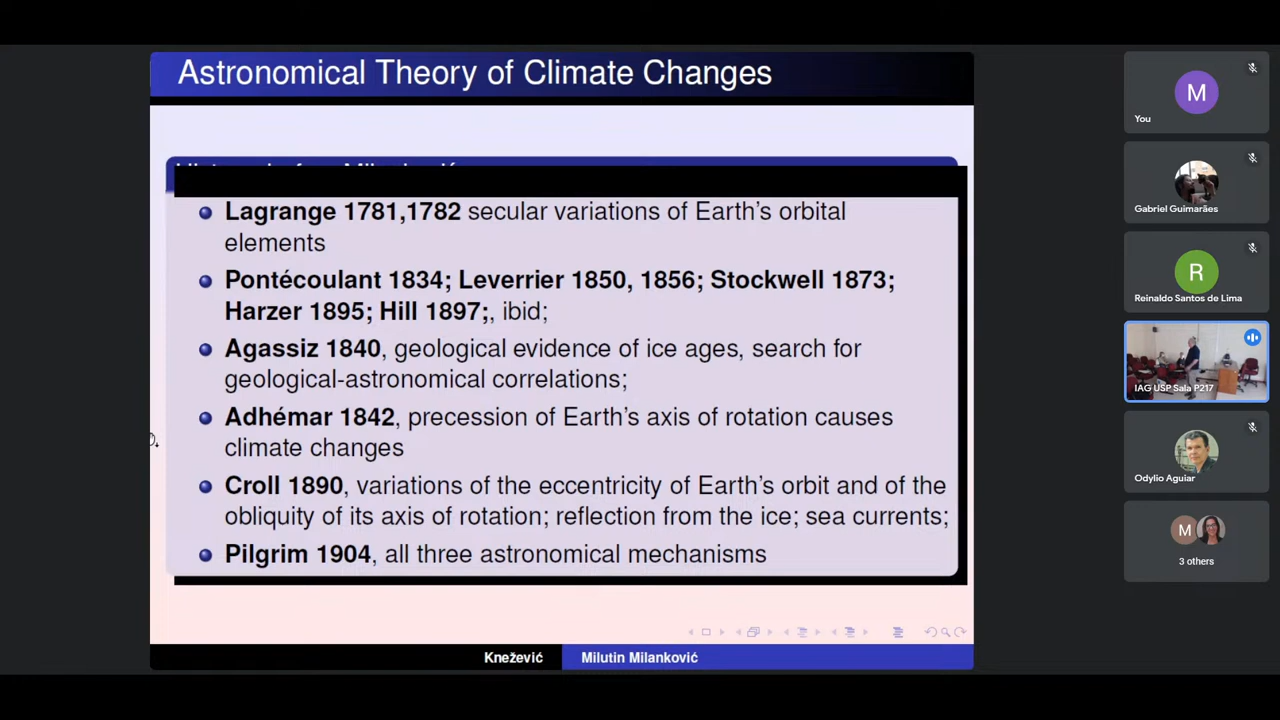 Astronomical Theory of Climate Changes
Lagrange 1781,1782 secular variations of Earth's orbital
elements
Pontécoulant 1834; Leverrier 1850, 1856; Stockwell 1873;
Harzer 1895; Hill 1897;, ibid;
Agassiz 1840, geological evidence of ice ages, search for
geological-astronomical correlations;
Adhémar 1842, precession of Earth's axis of rotation causes
climate changes
Croll 1890, variations of the eccentricity of Earth's orbit and of the
obliquity of its axis of rotation; reflection from the ice; sea currents;
Pilgrim 1904, all three astronomical mechanisms
Knežević
Milutin Milanković
M
You
Gabriel Guimarães
R
Reinaldo Santos de Lima
IAG USP Sala P217
Odylio Aguiar
M
3 others